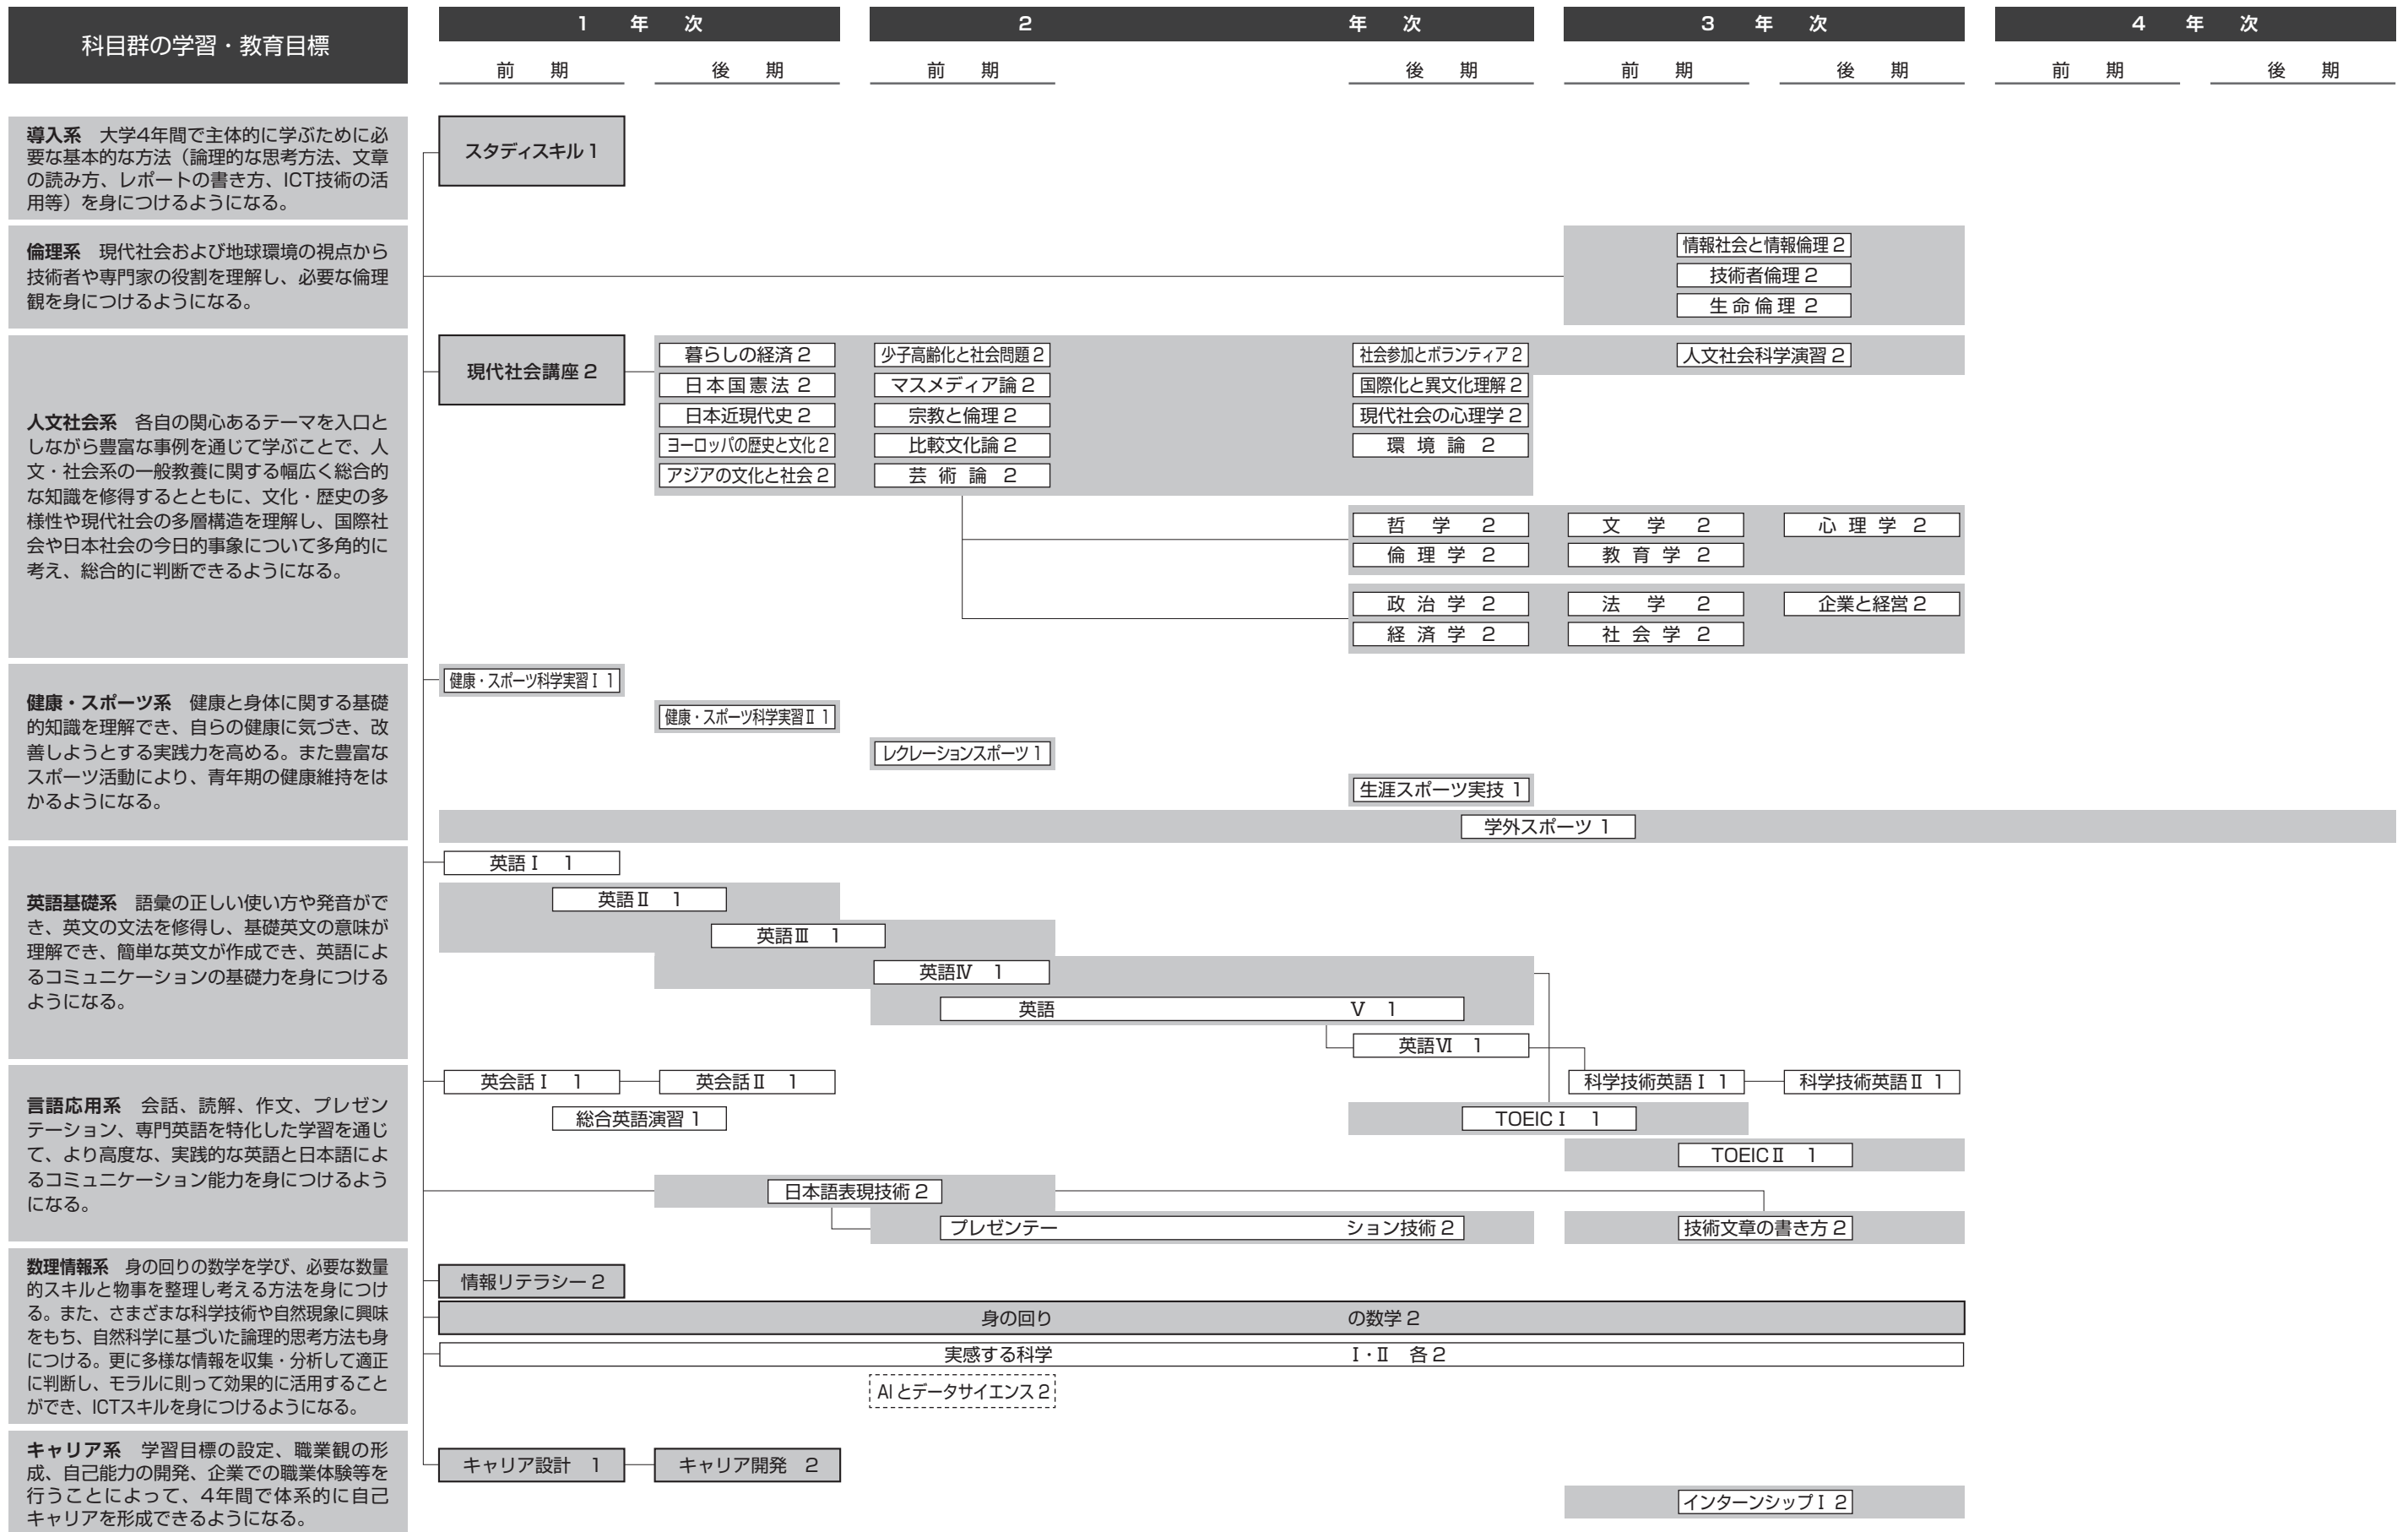 科目群の学習・教育目標
1 年 次
2 年 次
3 年 次
4 年 次
前 期
後 期
前 期
後 期
前 期
後 期
前 期
後 期
導入系 大学4年間で主体的に学ぶために必
要な基本的な方法（論理的な思考方法、文章
の読み方、レポートの書き方、ICT技術の活
用等）を身につけるようになる。
スタディスキル 1
倫理系 現代社会および地球環境の視点から
技術者や専門家の役割を理解し、必要な倫理
観を身につけるようになる。
情報社会と情報倫理 2
技術者倫理 2
生命倫理 2
人文社会系 各自の関心あるテーマを入口と
しながら豊富な事例を通じて学ぶことで、人
文・社会系の一般教養に関する幅広く総合的
な知識を修得するとともに、文化・歴史の多
様性や現代社会の多層構造を理解し、国際社
会や日本社会の今日的事象について多角的に
考え、総合的に判断できるようになる。
現代社会講座 2
暮らしの経済 2
日本国憲法 2
日本近現代史 2
ヨーロッパの歴史と文化 2
アジアの文化と社会 2
少子高齢化と社会問題 2
マスメディア論 2
宗教と倫理 2
比較文化論 2
芸術論 2
社会参加とボランティア 2
国際化と異文化理解 2
現代社会の心理学 2
環境論 2
人文社会科学演習 2
哲学 2
倫理学 2
文学 2
教育学 2
心理学 2
政治学 2
経済学 2
法学 2
社会学 2
企業と経営 2
健康・スポーツ系 健康と身体に関する基礎
的知識を理解でき、自らの健康に気づき、改
善しようとする実践力を高める。また豊富な
スポーツ活動により、青年期の健康維持をは
かるようになる。
健康・スポーツ科学実習Ⅰ 1
健康・スポーツ科学実習Ⅱ 1
レクレーションスポーツ 1
生涯スポーツ実技 1
学外スポーツ 1
英語基礎系 語彙の正しい使い方や発音がで
き、英文の文法を修得し、基礎英文の意味が
理解でき、簡単な英文が作成でき、英語によ
るコミュニケーションの基礎力を身につける
ようになる。
英語Ⅰ 1
英語Ⅱ 1
英語Ⅲ 1
英語Ⅳ 1
英語 Ⅴ 1
英語Ⅵ 1
言語応用系 会話、読解、作文、プレゼン
テーション、専門英語を特化した学習を通じ
て、より高度な、実践的な英語と日本語によ
るコミュニケーション能力を身につけるよう
になる。
英会話Ⅰ 1
英会話Ⅱ 1
科学技術英語Ⅰ 1
科学技術英語Ⅱ 1
総合英語演習 1
TOEICⅠ 1
TOEICⅡ 1
日本語表現技術 2
プレゼンテー ション技術 2
技術文章の書き方 2
数理情報系 身の回りの数学を学び、必要な数量
的スキルと物事を整理し考える方法を身につけ
る。また、さまざまな科学技術や自然現象に興味
をもち、自然科学に基づいた論理的思考方法も身
につける。更に多様な情報を収集・分析して適正
に判断し、モラルに則って効果的に活用すること
ができ、ICTスキルを身につけるようになる。
情報リテラシー 2
身の回り の数学 2
実感する科学 Ⅰ・Ⅱ 各2
AIとデータサイエンス 2
キャリア系 学習目標の設定、職業観の形
成、自己能力の開発、企業での職業体験等を
行うことによって、4年間で体系的に自己
キャリアを形成できるようになる。
キャリア設計 1
キャリア開発 2
インターンシップⅠ 2